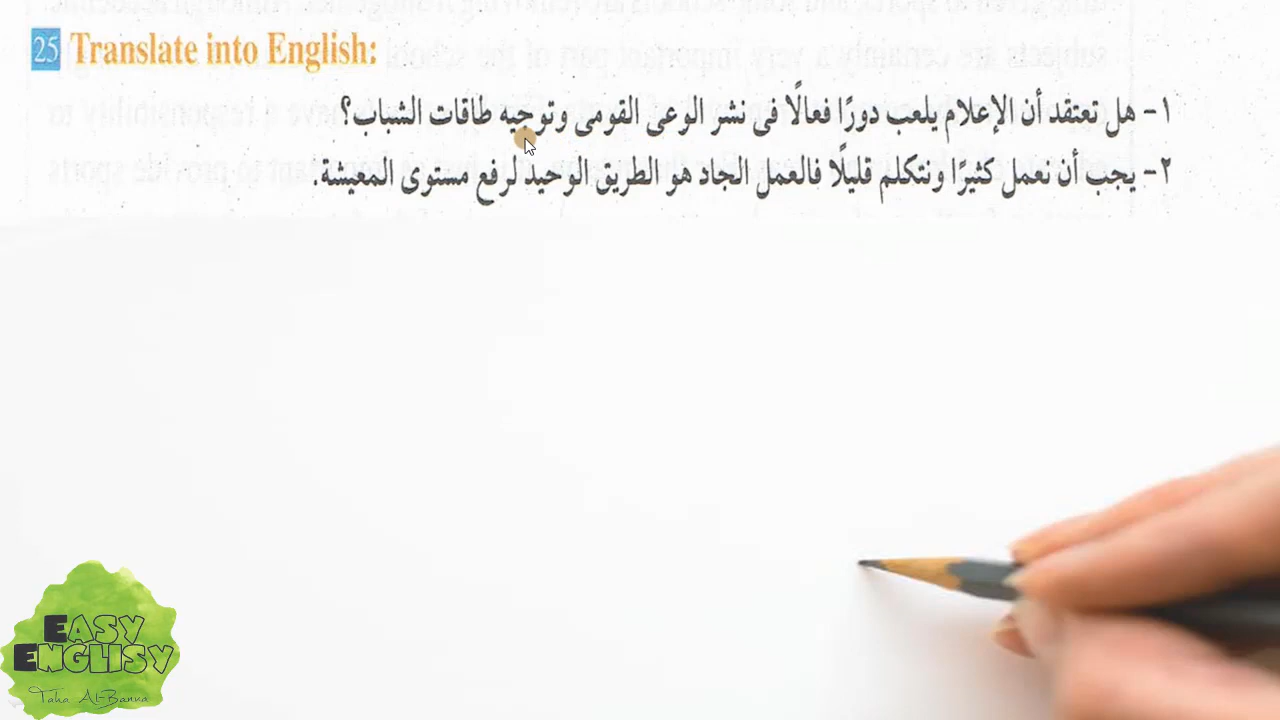 25 Translate into English:
١- هل تعتقد أن الإعلام يلعب دورًا فعالًا فى نشر الوعى القومى وتوجيه طاقات الشباب؟
٢- يجب أن نعمل كثيرًا ونتكلم قليلًا فالعمل الجاد هو الطريق الوحيد لرفع مستوى المعيشة.
EASY
ENGLISY
Taha Al-Banna